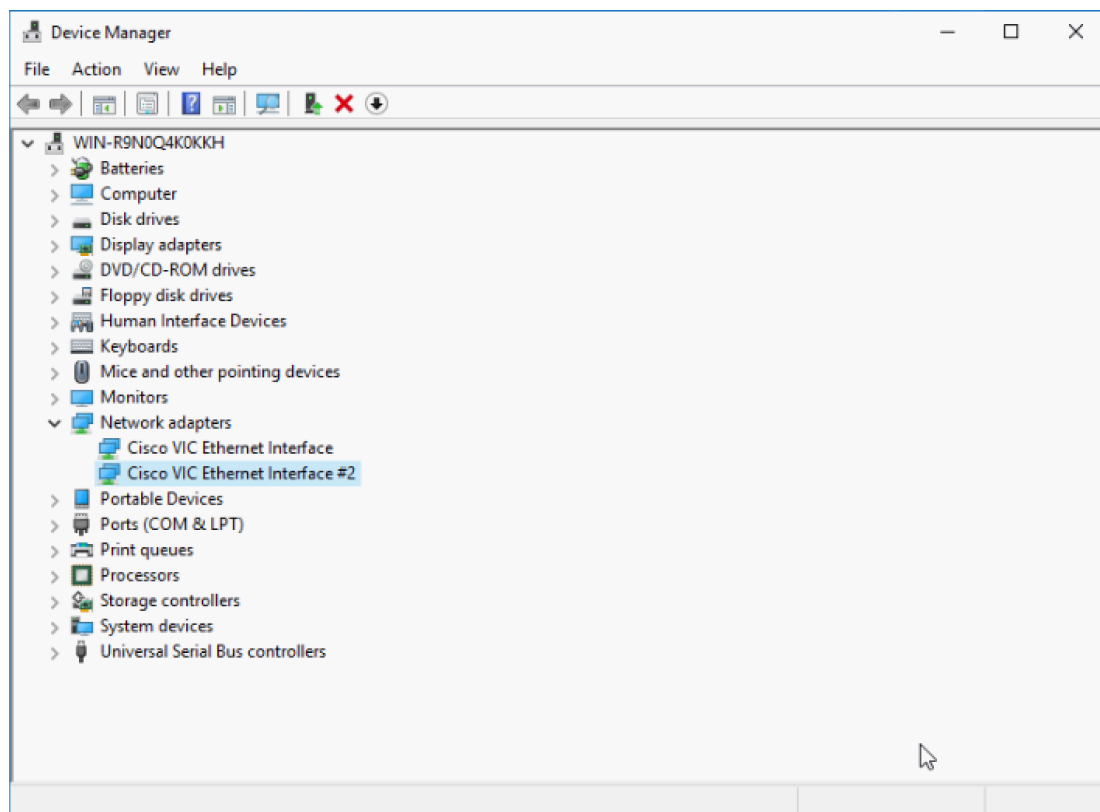 Device Manager
File Action View Help
WIN-R9N0Q4K0KKH
Batteries
Computer
Disk drives
Display adapters
DVD/CD-ROM drives
Floppy disk drives
Human Interface Devices
Keyboards
Mice and other pointing devices
Monitors
Network adapters
Cisco VIC Ethernet Interface
Cisco VIC Ethernet Interface #2
Portable Devices
Ports (COM & LPT)
Print queues
Processors
Storage controllers
System devices
Universal Serial Bus controllers